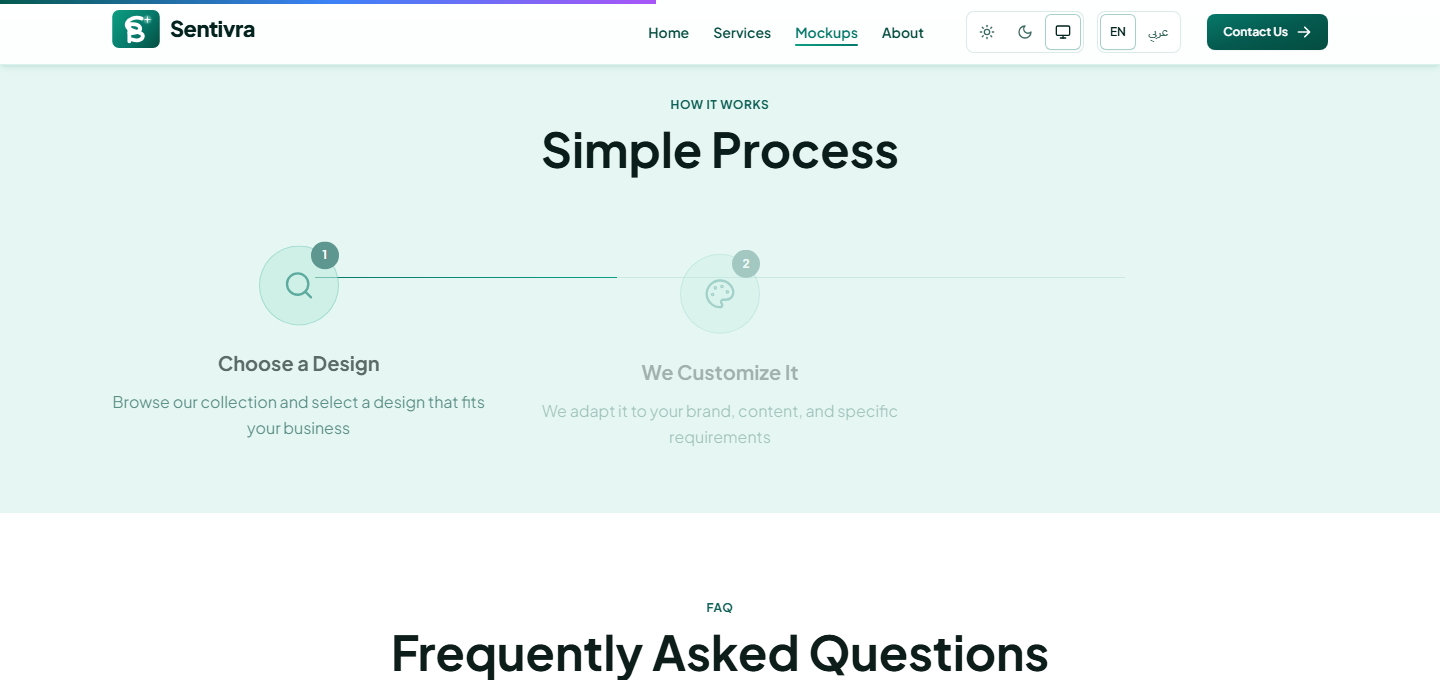 Sentivra
Home
Services
Mockups
About
EN
عربي
Contact Us
HOW IT WORKS
Simple Process
1
2
Choose a Design
Browse our collection and select a design that fits
your business
We Customize It
We adapt it to your brand, content, and specific
requirements
FAQ
Frequently Asked Questions